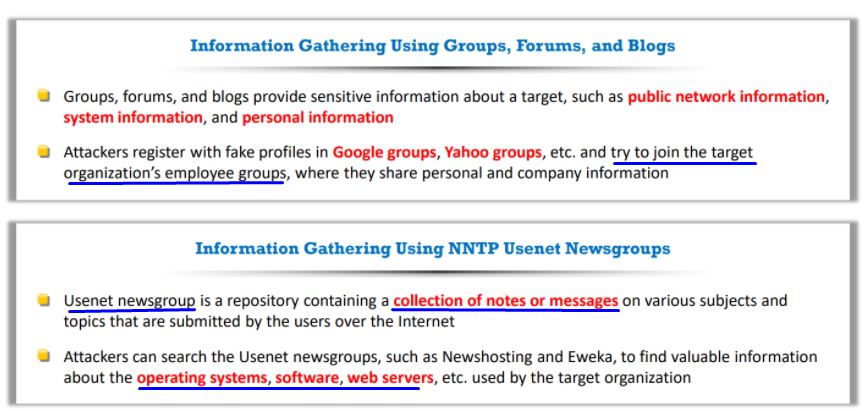 Information Gathering Using Groups, Forums, and Blogs
Groups, forums, and blogs provide sensitive information about a target, such as public network information,
system information, and personal information
Attackers register with fake profiles in Google groups, Yahoo groups, etc. and try to join the target
organization's employee groups, where they share personal and company information
Information Gathering Using NNTP Usenet Newsgroups
Usenet newsgroup is a repository containing a collection of notes or messages on various subjects and
topics that are submitted by the users over the Internet
Attackers can search the Usenet newsgroups, such as Newshosting and Eweka, to find valuable information
about the operating systems, software, web servers, etc. used by the target organization